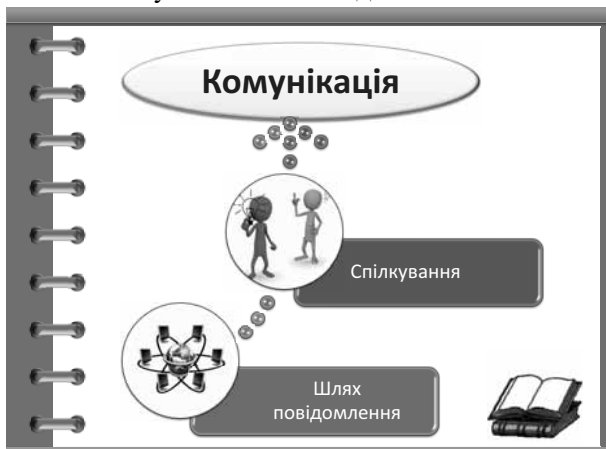 Комунікація
Спілкування
Шлях
повідомлення